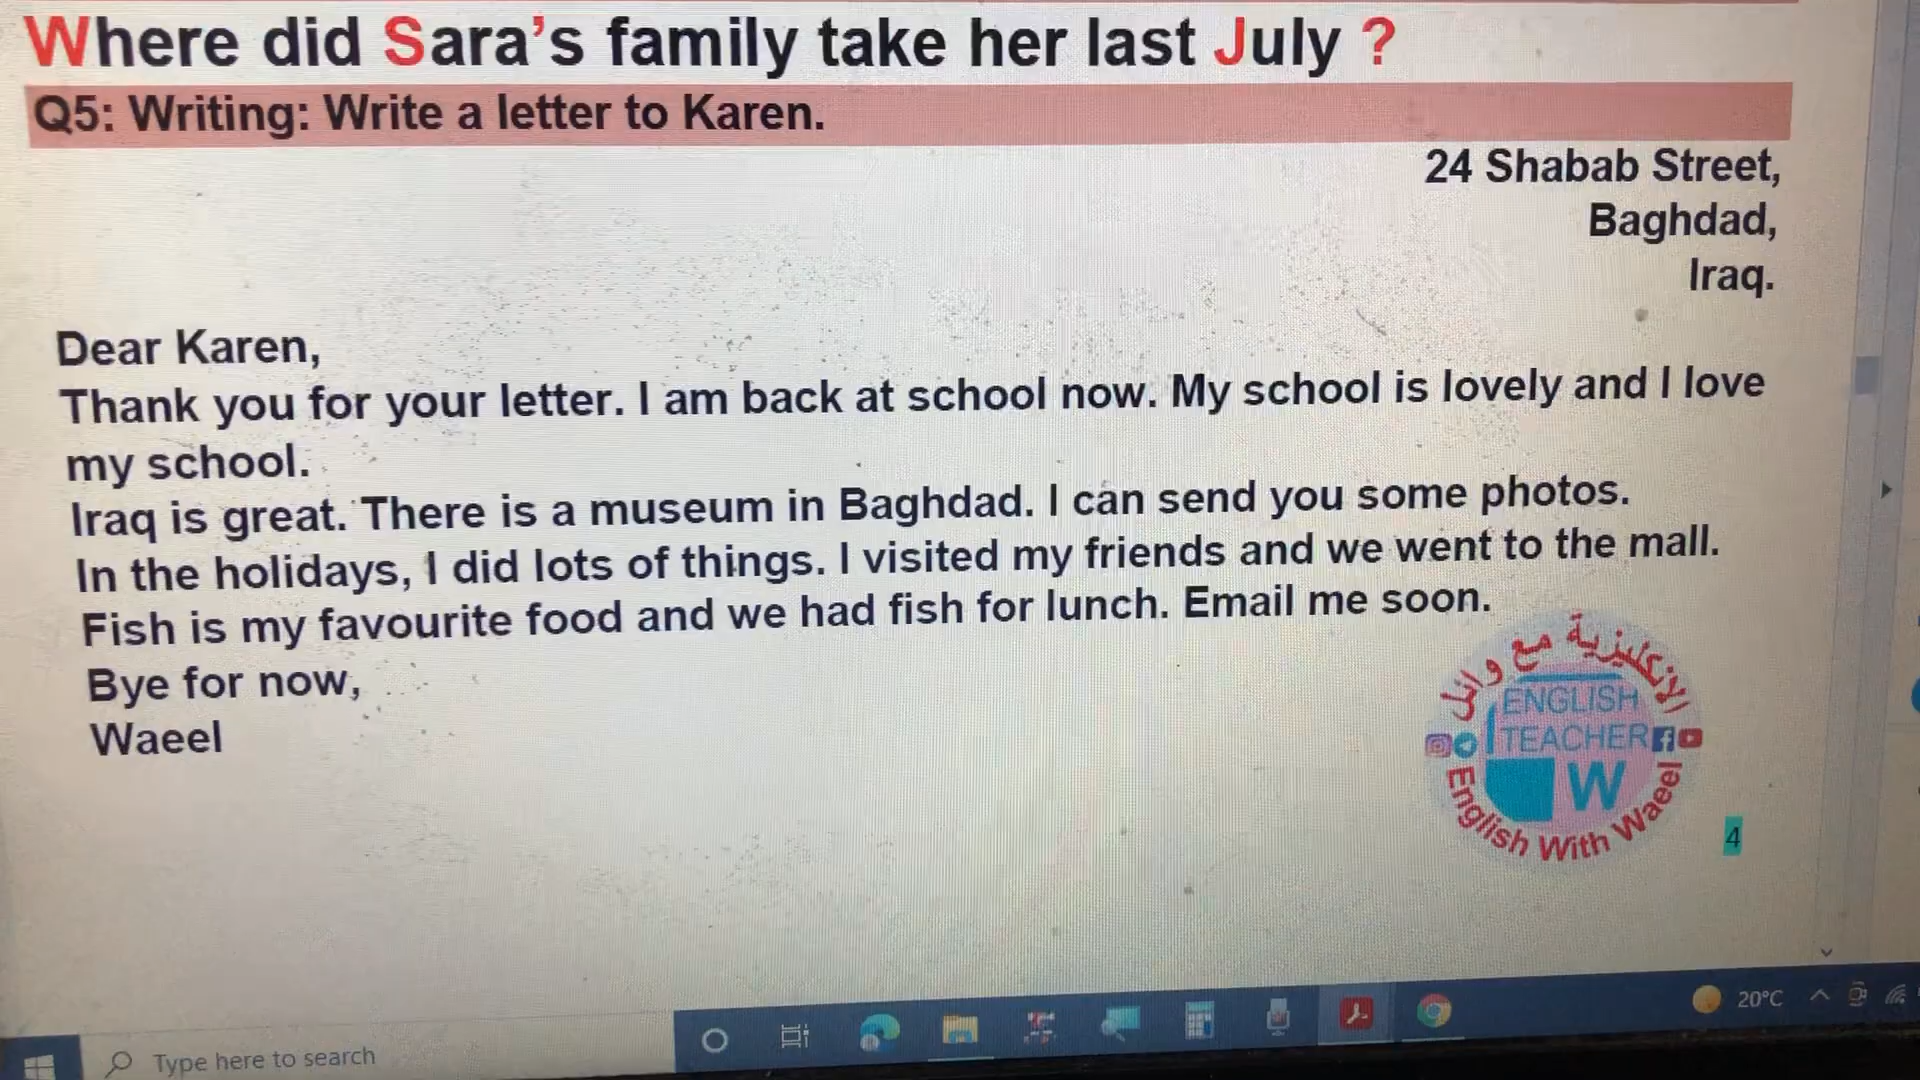 Where did Sara's family take her last July ?
Q5: Writing: Write a letter to Karen.
24 Shabab Street,
Baghdad,
Iraq.
Dear Karen,
Thank you for your letter. I am back at school now. My school is lovely and I love
my school.
Iraq is great. There is a museum in Baghdad. I can send you some photos.
In the holidays, I did lots of things. I visited my friends and we went to the mall.
Fish is my favourite food and we had fish for lunch. Email me soon.
Bye for now,
Waeel
الانكليزية مع وائل
ENGLISH
TEACHER
W
English With Waeel
4
20°C
Type here to search